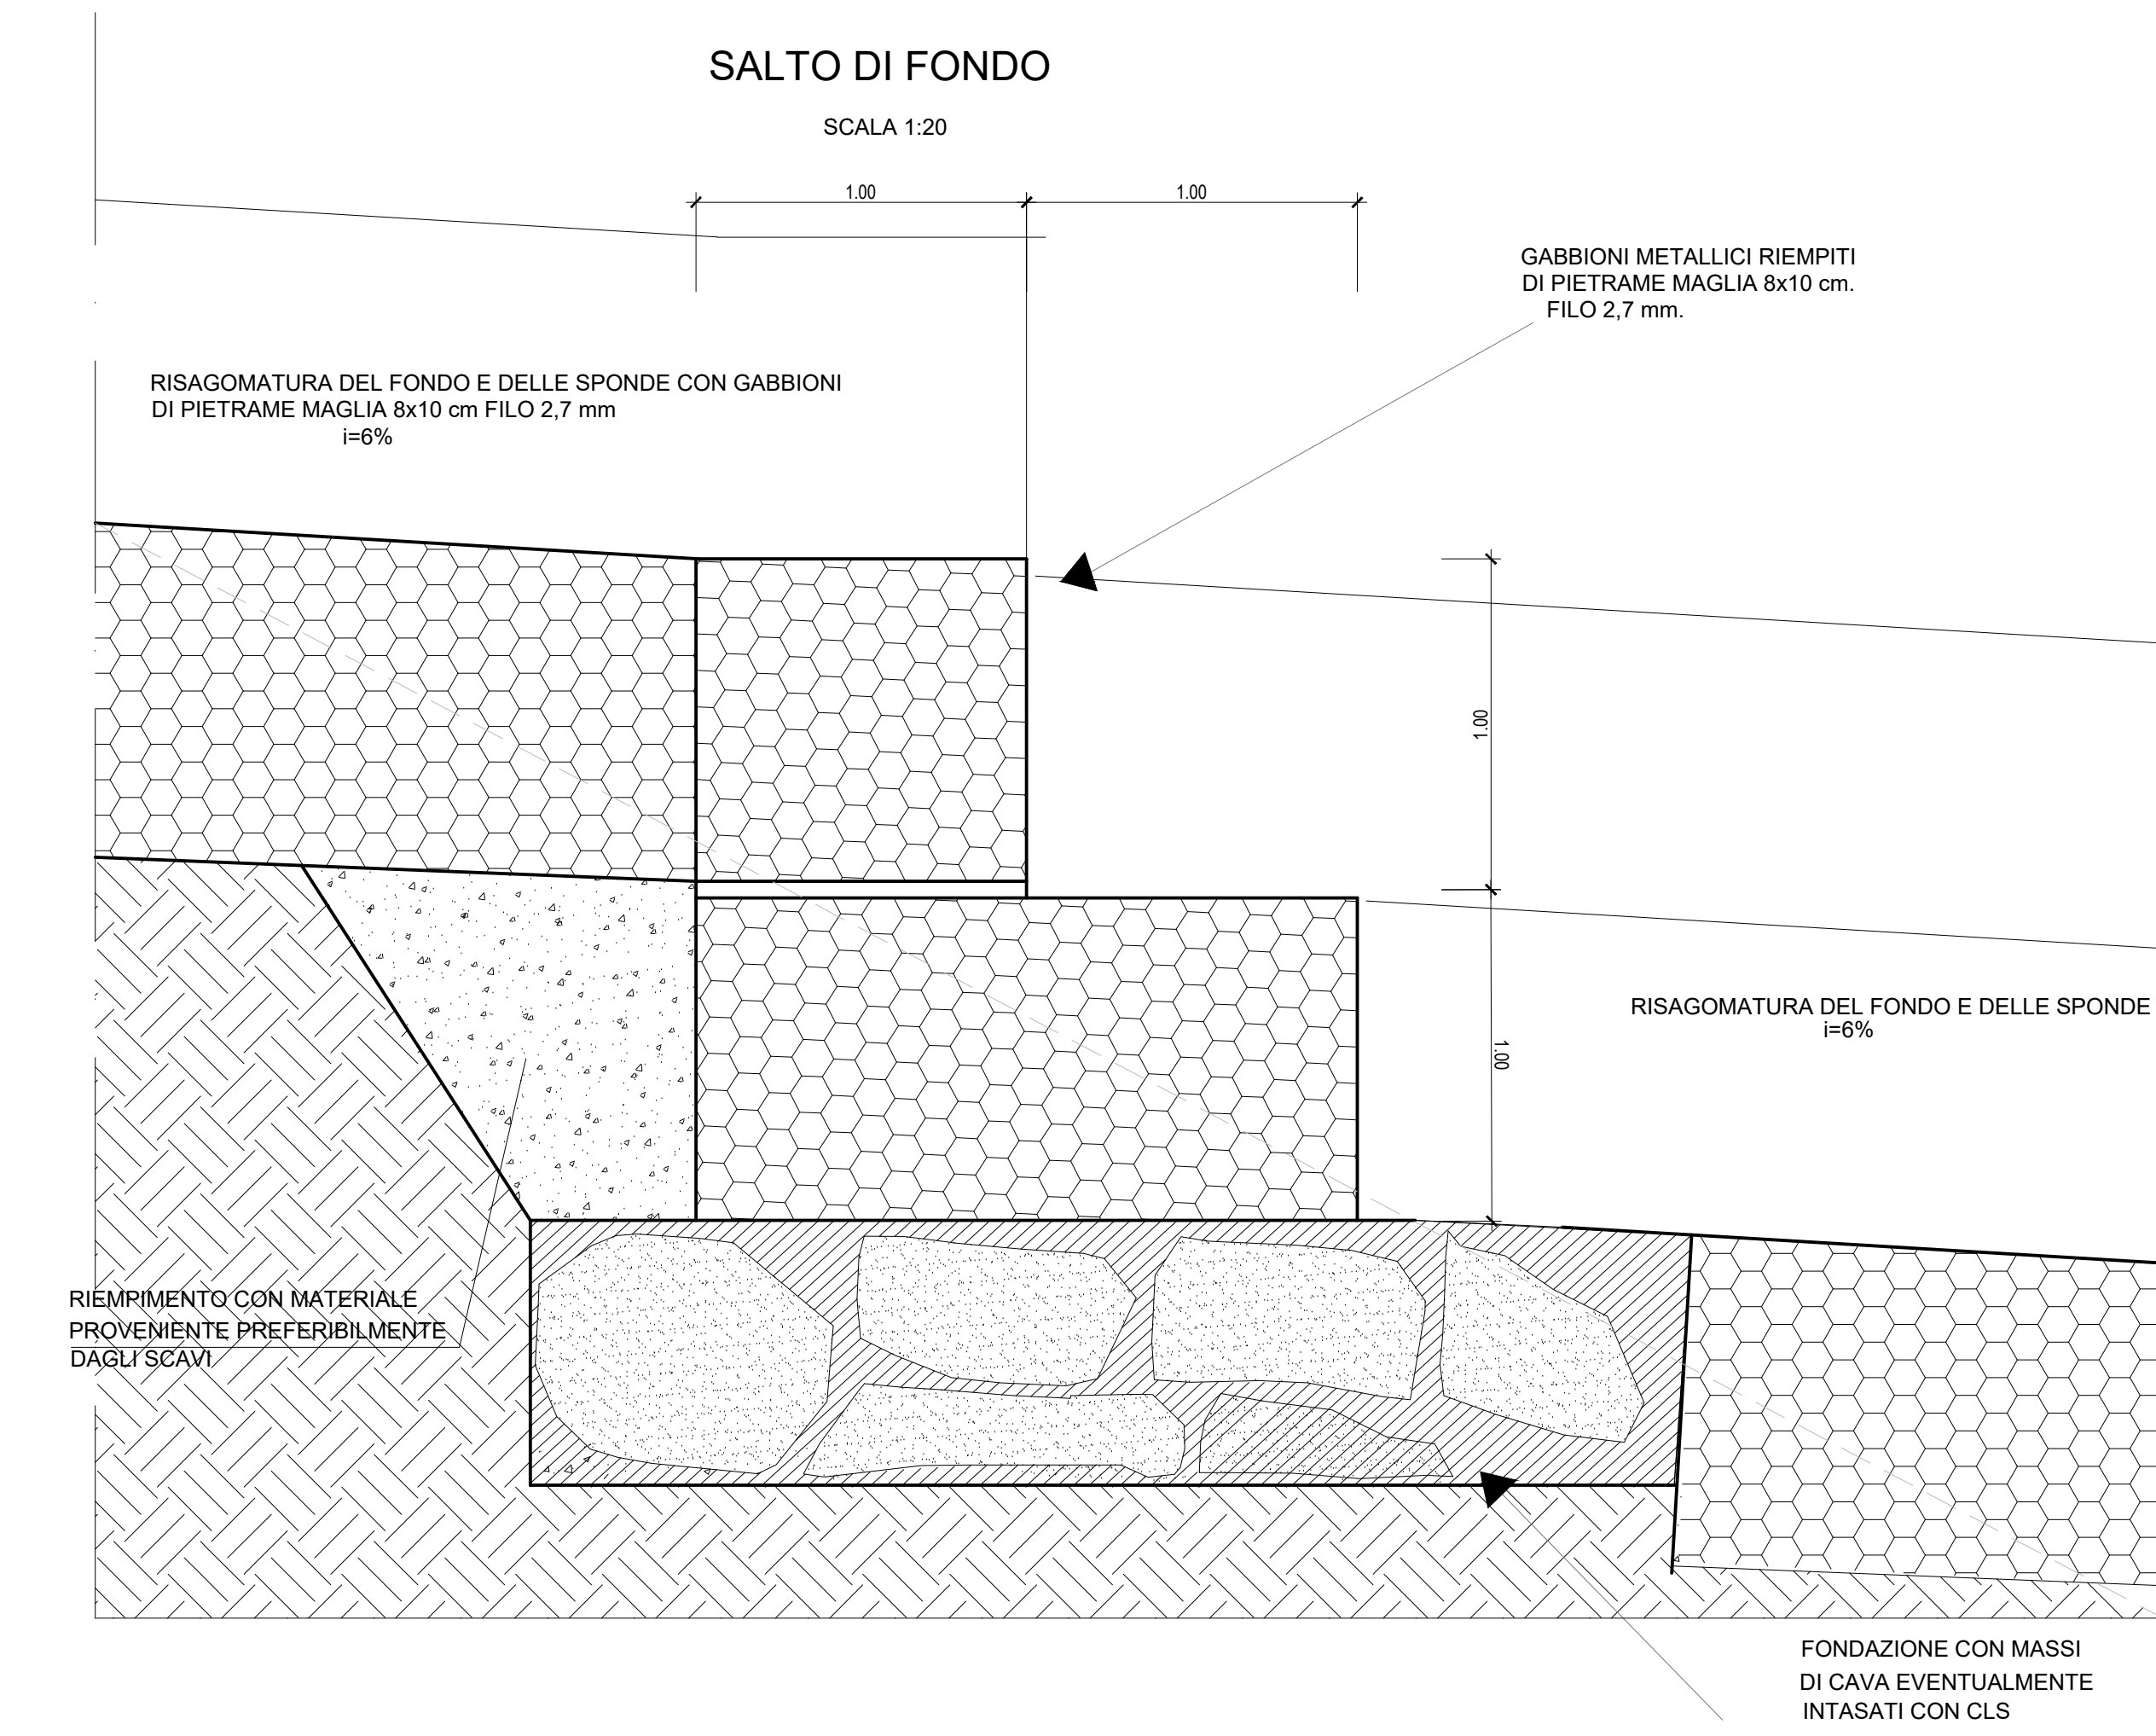 SALTO DI FONDO
SCALA 1:20
1.00
1.00
GABBIONI METALLICI RIEMPITI
DI PIETRAME MAGLIA 8x10 cm.
FILO 2,7 mm.
RISAGOMATURA DEL FONDO E DELLE SPONDE CON GABBIONI
DI PIETRAME MAGLIA 8x10 cm FILO 2,7 mm
i=6%
1.00
RISAGOMATURA DEL FONDO E DELLE SPONDE
i=6%
1.00
RIEMPIMENTO CON MATERIALE
PROVENIENTE PREFERIBILMENTE
DAGLI SCAVI
FONDAZIONE CON MASSI
DI CAVA EVENTUALMENTE
INTASATI CON CLS